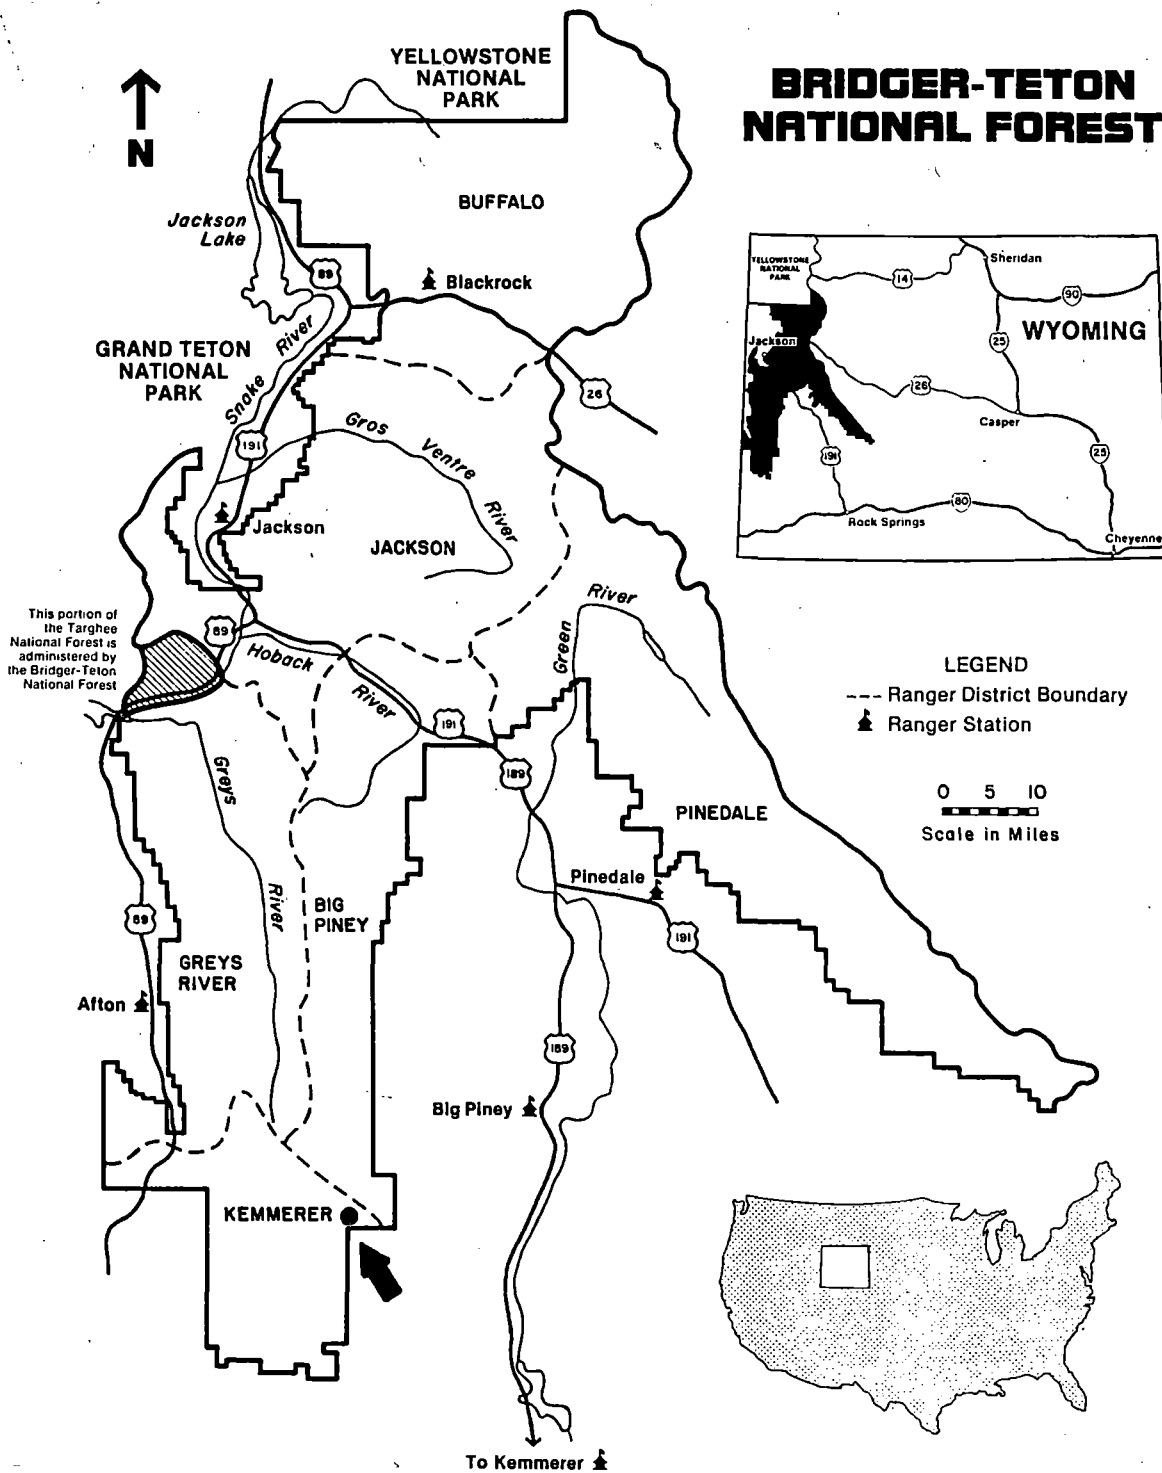 BRIDGER-TETON
NATIONAL FOREST
YELLOWSTONE
NATIONAL
PARK
N
BUFFALO
Jackson
Lake
89
Blackrock
GRAND TETON
NATIONAL
PARK
Snake River
26
191
Gros Ventre River
Jackson
JACKSON
This portion of
the Targhee
National Forest is
administered by
the Bridger-Teton
National Forest
89
Hoback River
Green River
191
189
Greys River
PINEDALE
Pinedale
191
BIG
PINEY
89
GREYS
RIVER
Afton
189
Big Piney
KEMMERER
To Kemmerer
YELLOWSTONE
NATIONAL
PARK
Sheridan
14
90
WYOMING
Jackson
25
26
Casper
191
25
80
Rock Springs
Cheyenne
LEGEND
Ranger District Boundary
Ranger Station
0 5 10
Scale in Miles